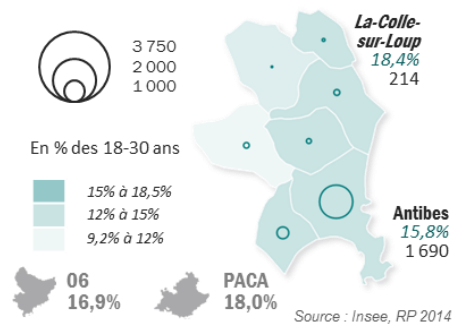 La-Colle-
sur-Loup
18,4%
214
3 750
2 000
1 000
En % des 18-30 ans
15% à 18,5%
12% à 15%
9,2% à 12%
Antibes
15,8%
1 690
06
16,9%
PACA
18,0%
Source : Insee, RP 2014